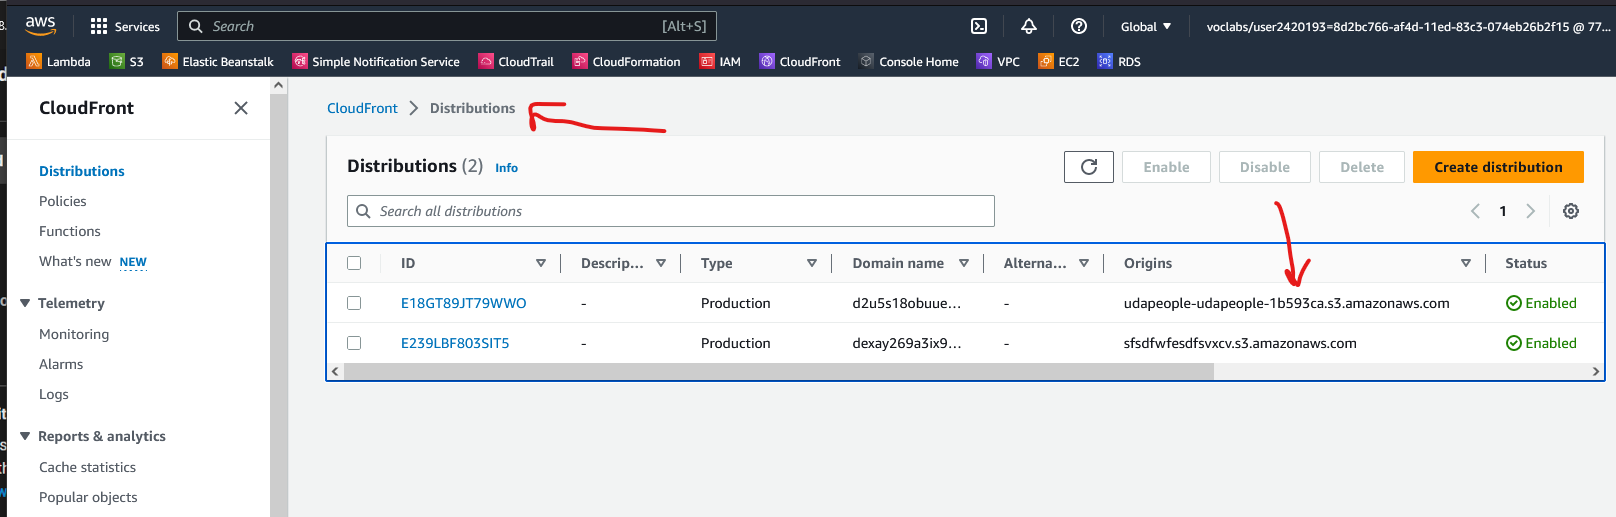 aws Services Search [Alt+S] Global voclabs/user2420193=8d2bc766-af4d-11ed-83c3-074eb26b2f15 @ 77...
Lambda S3 Elastic Beanstalk Simple Notification Service CloudTrail CloudFormation IAM CloudFront Console Home VPC EC2 RDS
CloudFront
Distributions
Policies
Functions
What's new NEW
Telemetry
Monitoring
Alarms
Logs
Reports & analytics
Cache statistics
Popular objects
CloudFront > Distributions
Distributions (2) Info Enable Disable Delete Create distribution
Search all distributions 1
ID Descrip... Type Domain name Alterna... Origins Status
E18GT89JT79WWO - Production d2u5s18obuue... - udapeople-udapeople-1b593ca.s3.amazonaws.com Enabled
E239LBF803SIT5 - Production dexay269a3ix9... - sfsdfwfesdfsvxcv.s3.amazonaws.com Enabled